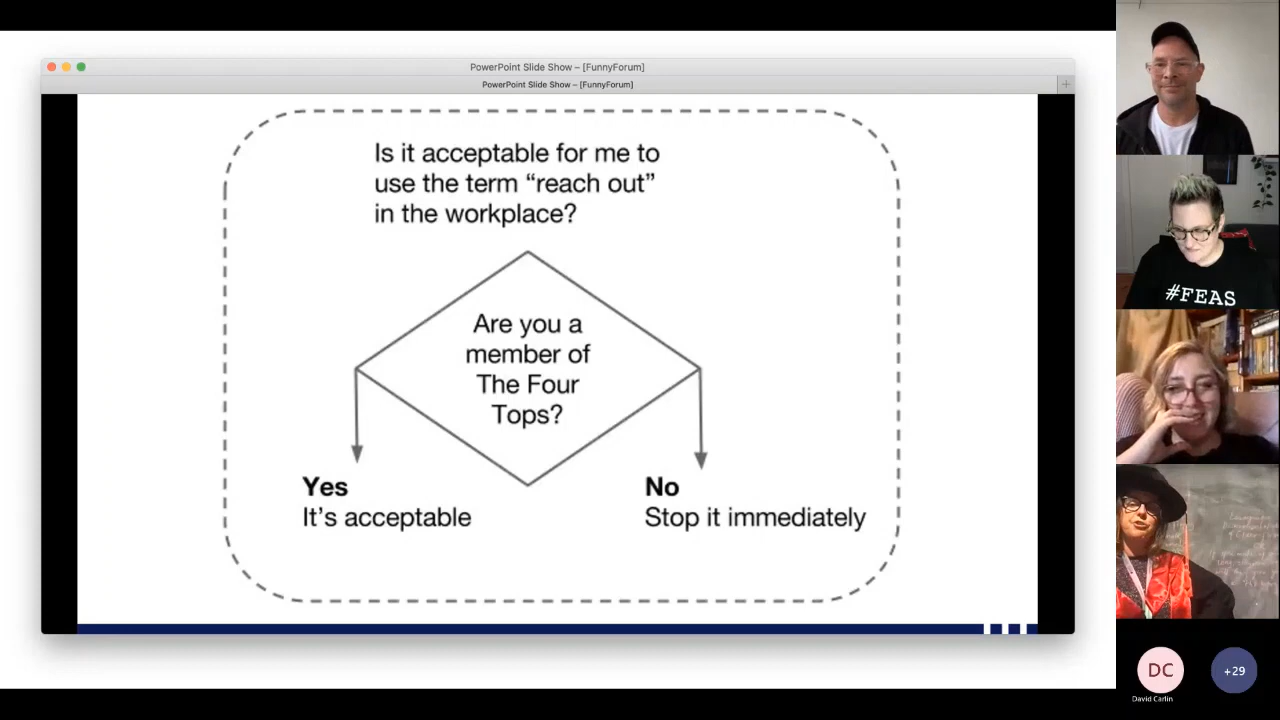 PowerPoint Slide Show – [FunnyForum]
PowerPoint Slide Show – [FunnyForum]
Is it acceptable for me to
use the term “reach out”
in the workplace?
Are you a
member of
The Four
Tops?
Yes
It’s acceptable
No
Stop it immediately
#FEAS
DC
David Carlin
+29